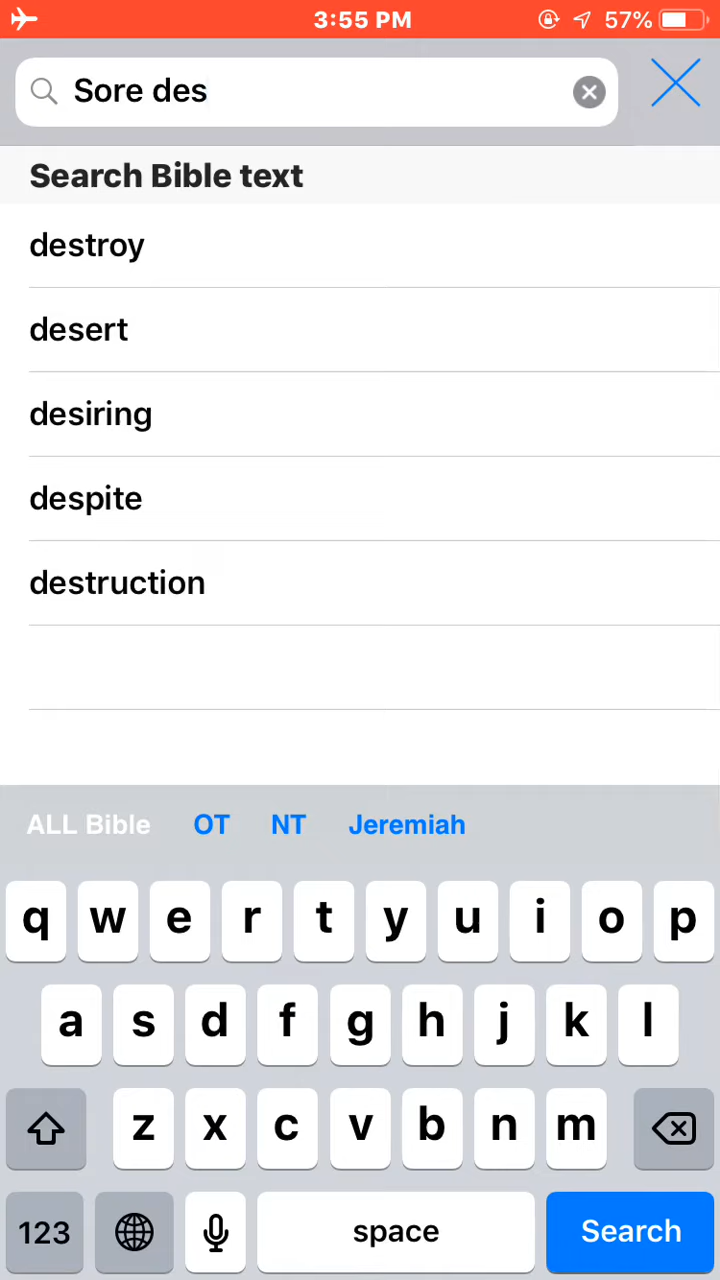 3:55 PM
57%
Sore des
Search Bible text
destroy
desert
desiring
despite
destruction
ALL Bible OT NT Jeremiah
q w e r t y u i o p
a s d f g h j k l
z x c v b n m
123 space Search